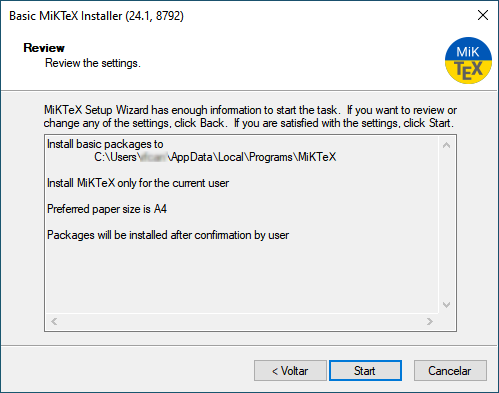 Basic MiKTeX Installer (24.1, 8792)
Review
Review the settings.
MiK
TEX
MiKTeX Setup Wizard has enough information to start the task. If you want to review or
change any of the settings, click Back. If you are satisfied with the settings, click Start.
Install basic packages to
C:\Users\ \AppData\Local\Programs\MiKTeX
Install MiKTeX only for the current user
Preferred paper size is A4
Packages will be installed after confirmation by user
< Voltar
Start
Cancelar